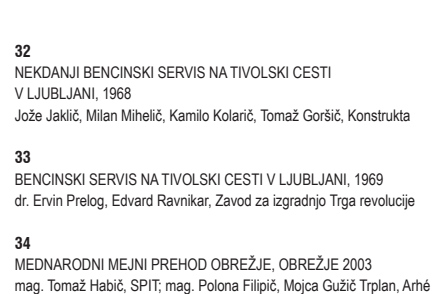 32
NEKDANJI BENCINSKI SERVIS NA TIVOLSKI CESTI
V LJUBLJANI, 1968
Jože Jaklič, Milan Mihelič, Kamilo Kolarič, Tomaž Goršič, Konstrukta
33
BENCINSKI SERVIS NA TIVOLSKI CESTI V LJUBLJANI, 1969
dr. Ervin Prelog, Edvard Ravnikar, Zavod za izgradnjo Trga revolucije
34
MEDNARODNI MEJNI PREHOD OBREŽJE, OBREŽJE 2003
mag. Tomaž Habič, SPIT; mag. Polona Filipič, Mojca Gužič Trplan, Arhé